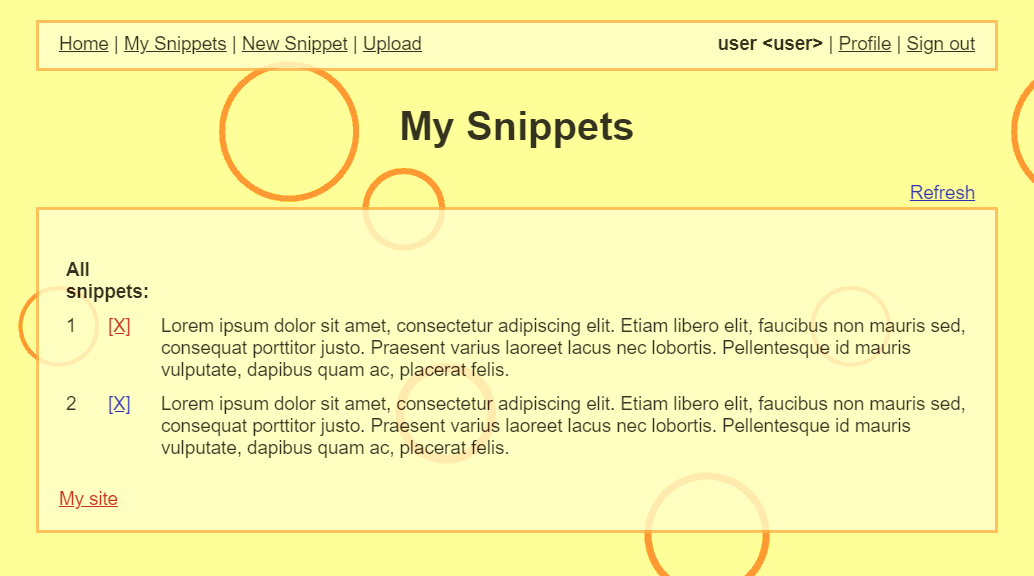 Home | My Snippets | New Snippet | Upload user <user> | Profile | Sign out
My Snippets
Refresh
All
snippets:
1 [X] Lorem ipsum dolor sit amet, consectetur adipiscing elit. Etiam libero elit, faucibus non mauris sed,
consequat porttitor justo. Praesent varius laoreet lacus nec lobortis. Pellentesque id mauris
vulputate, dapibus quam ac, placerat felis.
2 [X] Lorem ipsum dolor sit amet, consectetur adipiscing elit. Etiam libero elit, faucibus non mauris sed,
consequat porttitor justo. Praesent varius laoreet lacus nec lobortis. Pellentesque id mauris
vulputate, dapibus quam ac, placerat felis.
My site